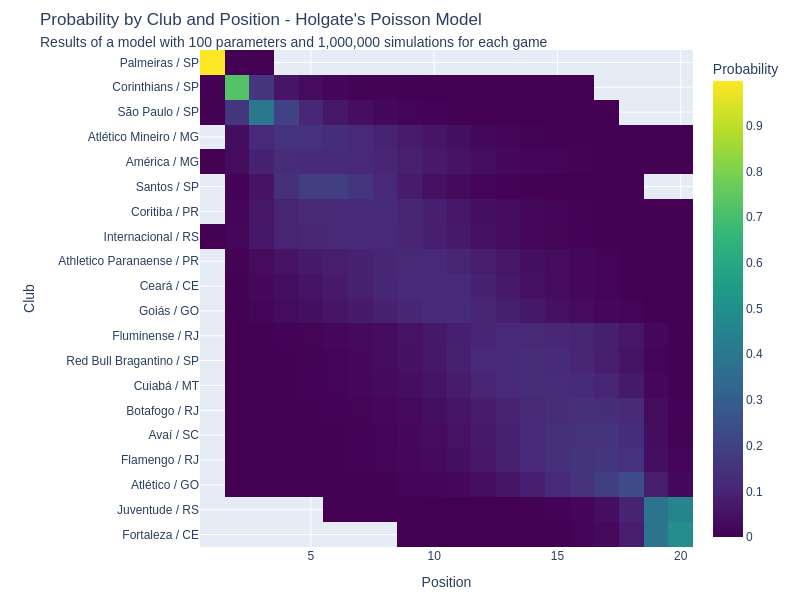 Probability by Club and Position - Holgate's Poisson Model
Results of a model with 100 parameters and 1,000,000 simulations for each game
Probability
Palmeiras / SP
Corinthians / SP
São Paulo / SP
Atlético Mineiro / MG
América / MG
Santos / SP
Coritiba / PR
Internacional / RS
Athletico Paranaense / PR
Ceará / CE
Goiás / GO
Fluminense / RJ
Red Bull Bragantino / SP
Cuiabá / MT
Botafogo / RJ
Avaí / SC
Flamengo / RJ
Atlético / GO
Juventude / RS
Fortaleza / CE
Club
0.9
0.8
0.7
0.6
0.5
0.4
0.3
0.2
0.1
0
5 10 15 20
Position